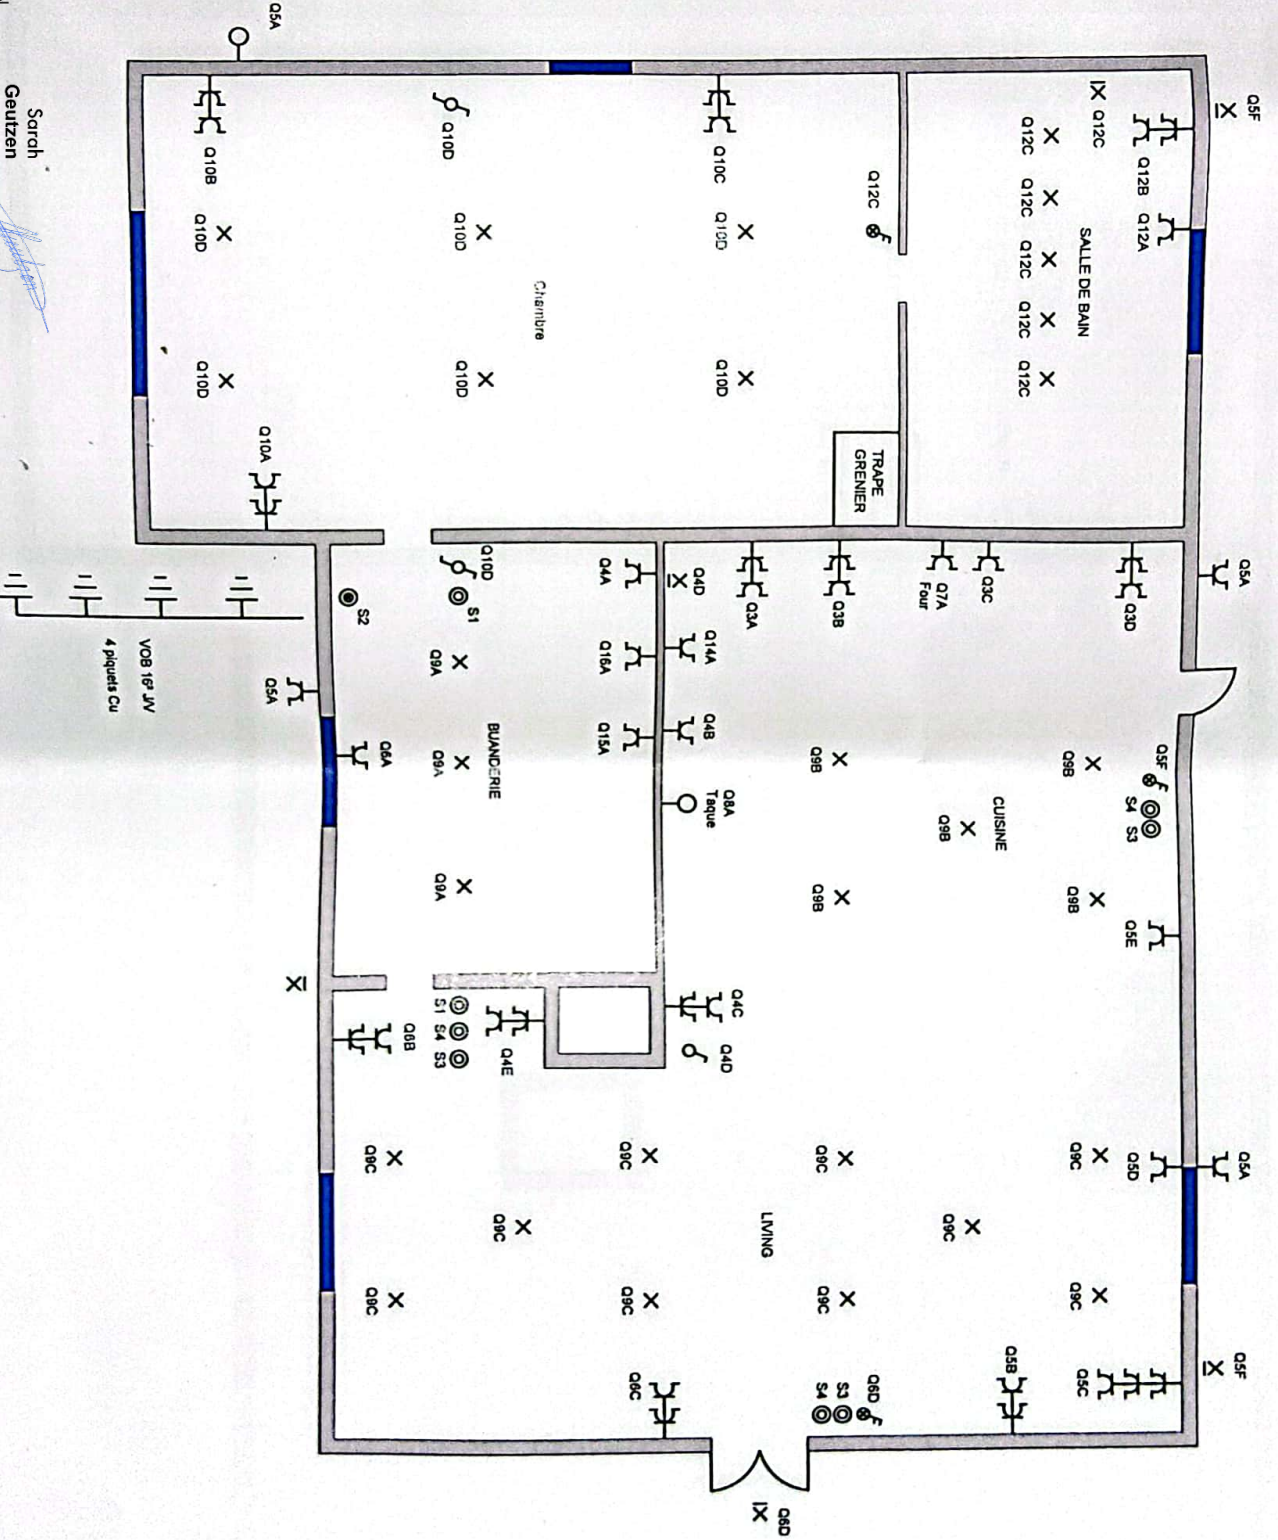 Q5F
Q5A
Q5A
Q5F
Q12B
Q12A
Q3D
Q5F
S3
S4
Q5E
Q5D
Q12C
SALLE DE BAIN
Q9B
Q9B
Q9C
Q9C
Q5C
Q12C
Q12C
Q12C
Q12C
Q12C
Q5B
CUISINE
Q3C
Q7A
Four
Q9B
Q9C
Q12C
TRAPE
GRENIER
Q6D
S3
S4
Q3B
Q9B
Q9B
Q9C
Q9C
Q6D
LIVING
Q3A
Q10C
Q10D
Q10D
Q4D
Q14A
Q4B
Q8A
Taque
Q4C
Q4D
Q4A
Q16A
Q15A
Q9C
Q9C
Q6C
Chambre
Q4E
Q9C
BUANDERIE
Q10D
S1
Q10D
Q10D
Q10D
Q9A
Q9A
Q9A
S1
S4
S3
Q6B
Q6A
S2
Q9C
Q9C
Q5A
Q10A
Q5A
Q10B
Q10D
Q10D
VOB 16² J/V
4 piquets Cu
Sarah
Geutzen